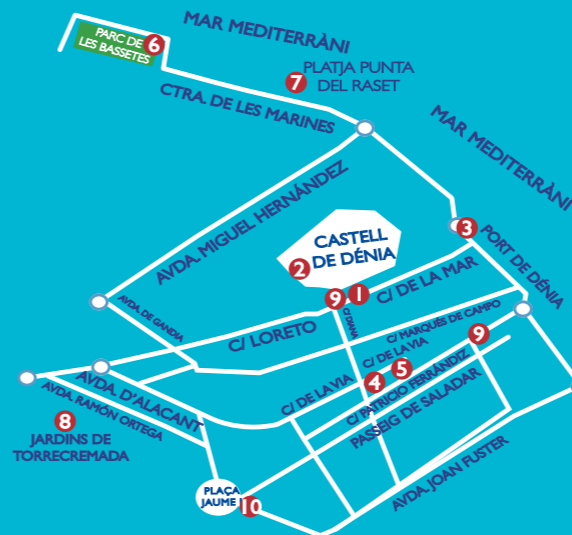 MAR MEDITERRÀNI
PARC DE
LES BASSETES
6
7
PLATJA PUNTA
DEL RASET
CTRA. DE LES MARINES
MAR MEDITERRÀNI
AVDA. MIGUEL HERNÁNDEZ
3
PORT DE DÉNIA
CASTELL
DE DÉNIA
2
9
1
C/ DE LA MAR
AVDA. DE GANDIA
C/ LORETO
C/ DIANA
C/ MARQUÉS DE CAMPO
C/ DE LA VIA
9
5
4
C/ DE LA VIA
C/ PATRICIO FERRÁNDIZ
PASSEIG DE SALADAR
AVDA. D'ALACANT
AVDA. RAMÓN ORTEGA
8
JARDINS DE
TORRECREMADA
PLAÇA
JAUME I
10
AVDA. JOAN FUSTER